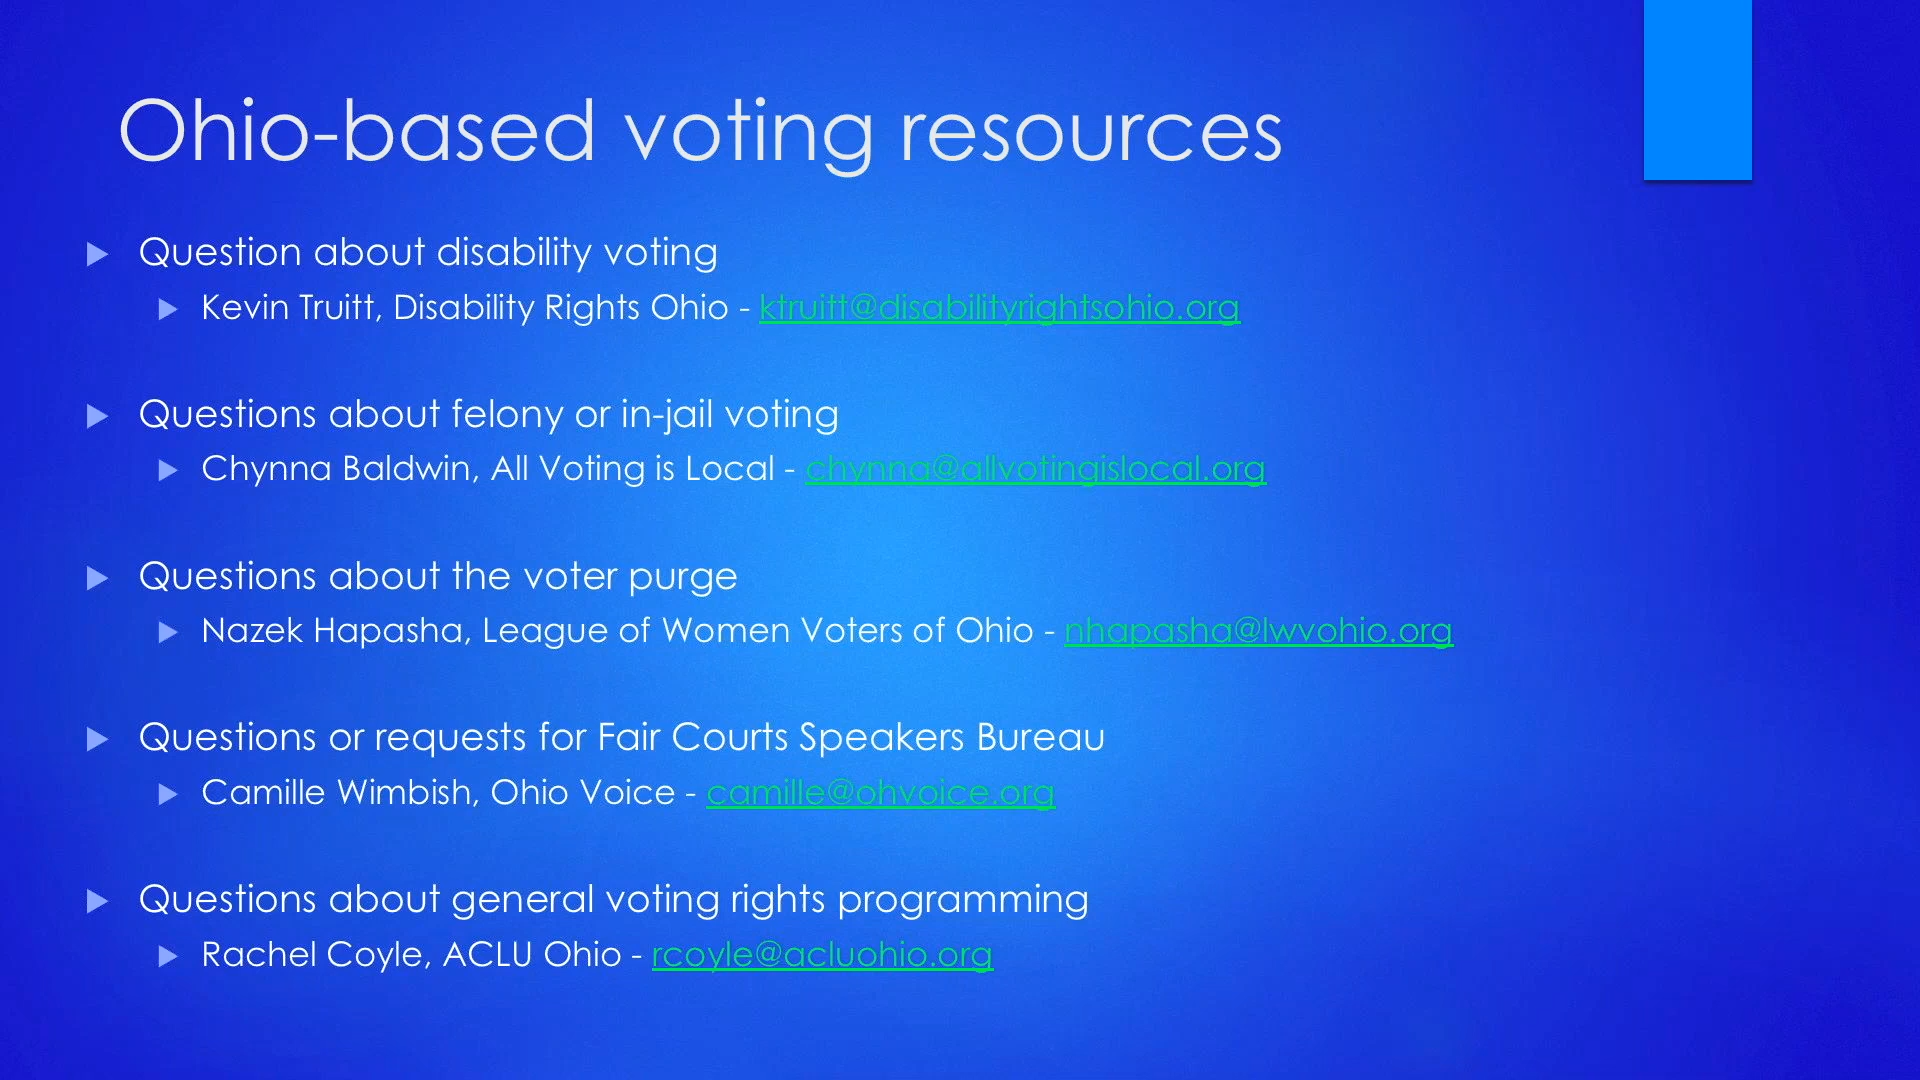 Ohio-based voting resources
Question about disability voting
Kevin Truitt, Disability Rights Ohio - ktruitt@disabilityrightsohio.org
Questions about felony or in-jail voting
Chynna Baldwin, All Voting is Local - chynna@allvotingislocal.org
Questions about the voter purge
Nazek Hapasha, League of Women Voters of Ohio - nhapasha@lwvohio.org
Questions or requests for Fair Courts Speakers Bureau
Camille Wimbish, Ohio Voice - camille@ohvoice.org
Questions about general voting rights programming
Rachel Coyle, ACLU Ohio - rcoyle@acluohio.org